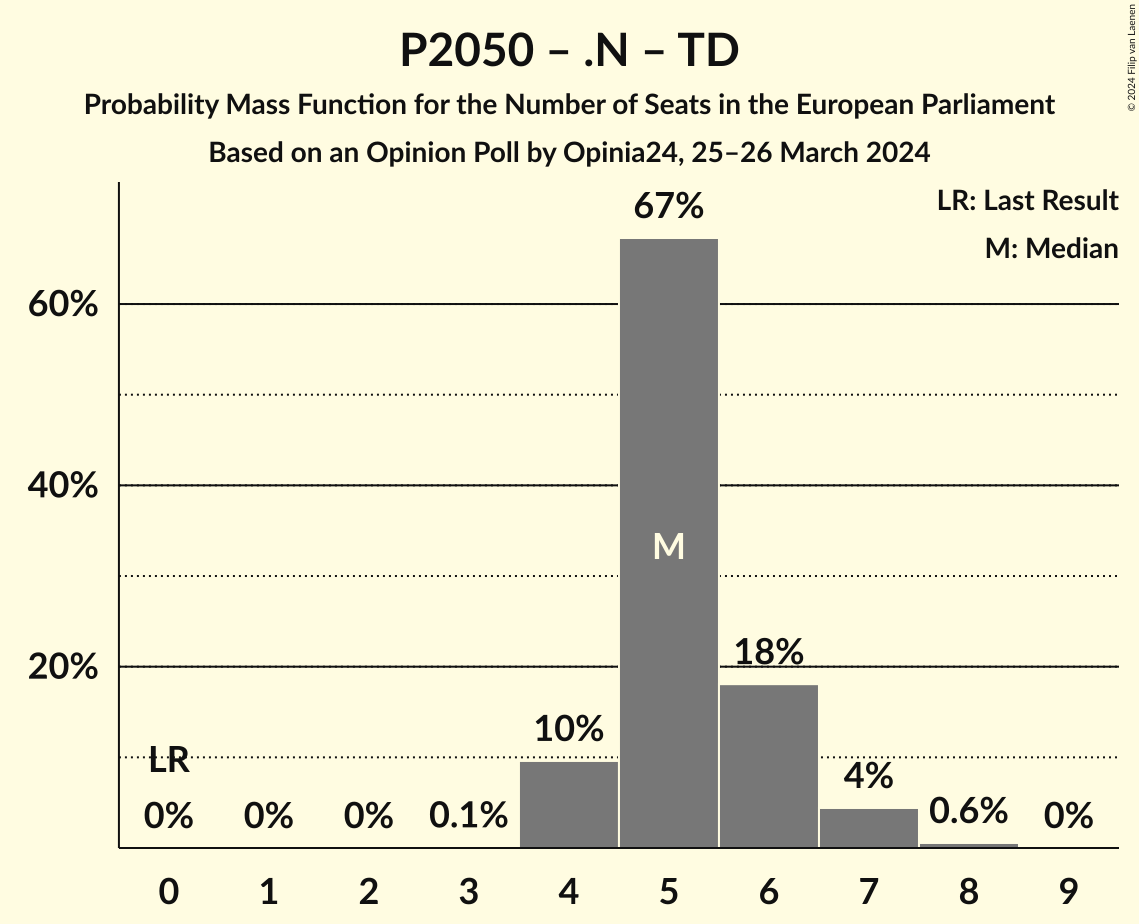 P2050 – .N – TD
Probability Mass Function for the Number of Seats in the European Parliament
Based on an Opinion Poll by Opinia24, 25–26 March 2024
© 2024 Filip van Laenen
LR: Last Result
M: Median
67%
60%
40%
M
20%
18%
10%
LR
4%
0%
0%
0%
0.1%
0.6%
0%
0 1 2 3 4 5 6 7 8 9